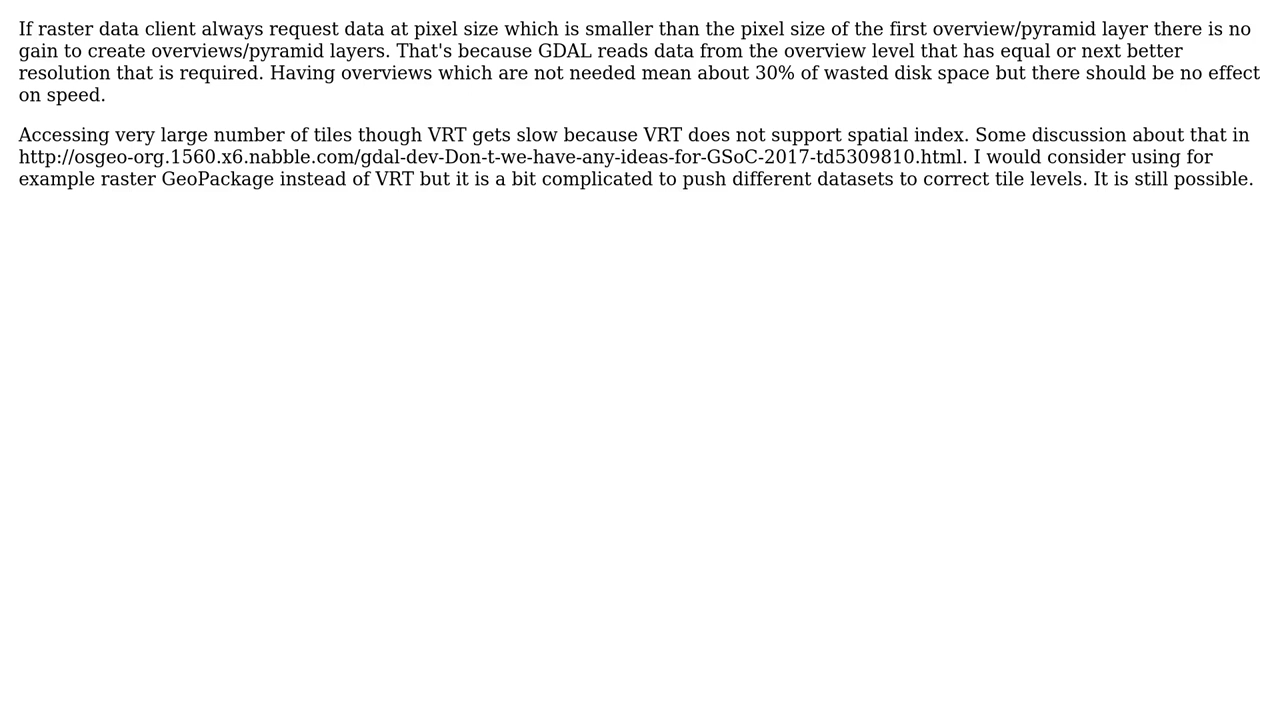 If raster data client always request data at pixel size which is smaller than the pixel size of the first overview/pyramid layer there is no
gain to create overviews/pyramid layers. That's because GDAL reads data from the overview level that has equal or next better
resolution that is required. Having overviews which are not needed mean about 30% of wasted disk space but there should be no effect
on speed.
Accessing very large number of tiles though VRT gets slow because VRT does not support spatial index. Some discussion about that in
http://osgeo-org.1560.x6.nabble.com/gdal-dev-Don-t-we-have-any-ideas-for-GSoC-2017-td5309810.html. I would consider using for
example raster GeoPackage instead of VRT but it is a bit complicated to push different datasets to correct tile levels. It is still possible.